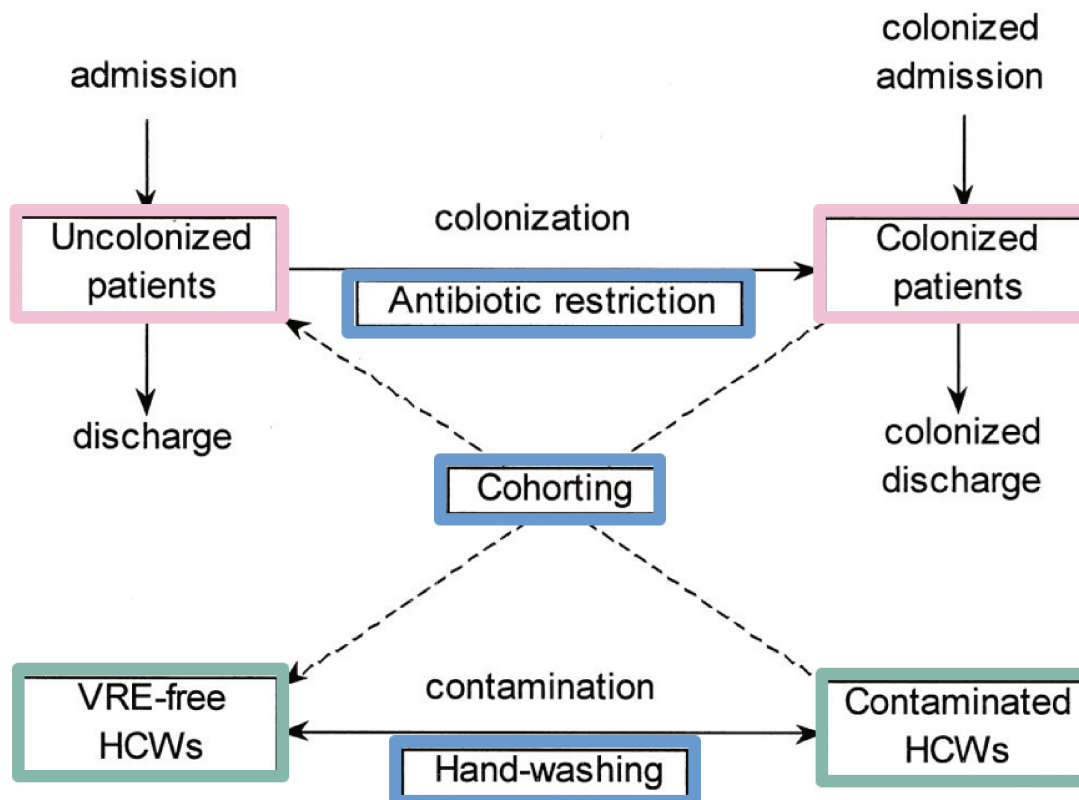 colonized
admission
admission
colonization
Uncolonized
patients
Colonized
patients
Antibiotic restriction
discharge
colonized
discharge
Cohorting
VRE-free
HCWs
contamination
Contaminated
HCWs
Hand-washing